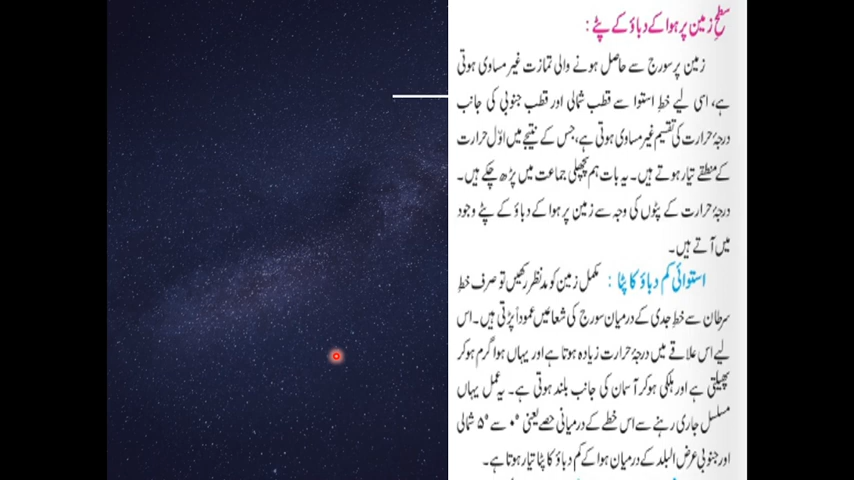 سطحِ زمین پر ہوا کے دباؤ کے پٹے :
زمین پر سورج سے حاصل ہونے والی تمازت غیر مساوی ہوتی
ہے، اسی لیے خطِ استوا سے قطب شمالی اور قطب جنوبی کی جانب
درجۂ حرارت کی تقسیم غیر مساوی ہوتی ہے، جس کے نتیجے میں اوّل حرارت
کے منطقے تیار ہوتے ہیں۔ یہ بات ہم پچھلی جماعت میں پڑھ چکے ہیں۔
درجۂ حرارت کے پٹوں کی وجہ سے زمین پر ہوا کے دباؤ کے پٹے وجود
میں آتے ہیں۔
استوائی کم دباؤ کا پٹا : مکمل زمین کو مدنظر رکھیں تو صرف خطِ
سرطان سے خطِ جدی کے درمیان سورج کی شعاعیں عموداً پڑتی ہیں۔ اس
لیے اس علاقے میں درجۂ حرارت زیادہ ہوتا ہے اور یہاں ہوا گرم ہوکر
پھیلتی ہے اور ہلکی ہوکر آسمان کی جانب بلند ہوتی ہے۔ یہ عمل یہاں
مسلسل جاری رہنے سے اس خطے کے درمیانی حصے یعنی °۰ سے °۵ شمالی
اور جنوبی عرض البلد کے درمیان ہوا کے کم دباؤ کا پٹا تیار ہوتا ہے۔